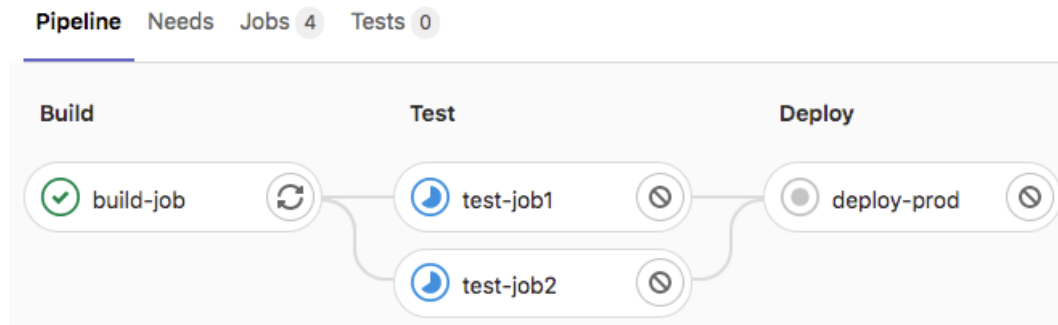 Pipeline Needs Jobs 4 Tests 0
Build Test Deploy
build-job test-job1 deploy-prod
test-job2